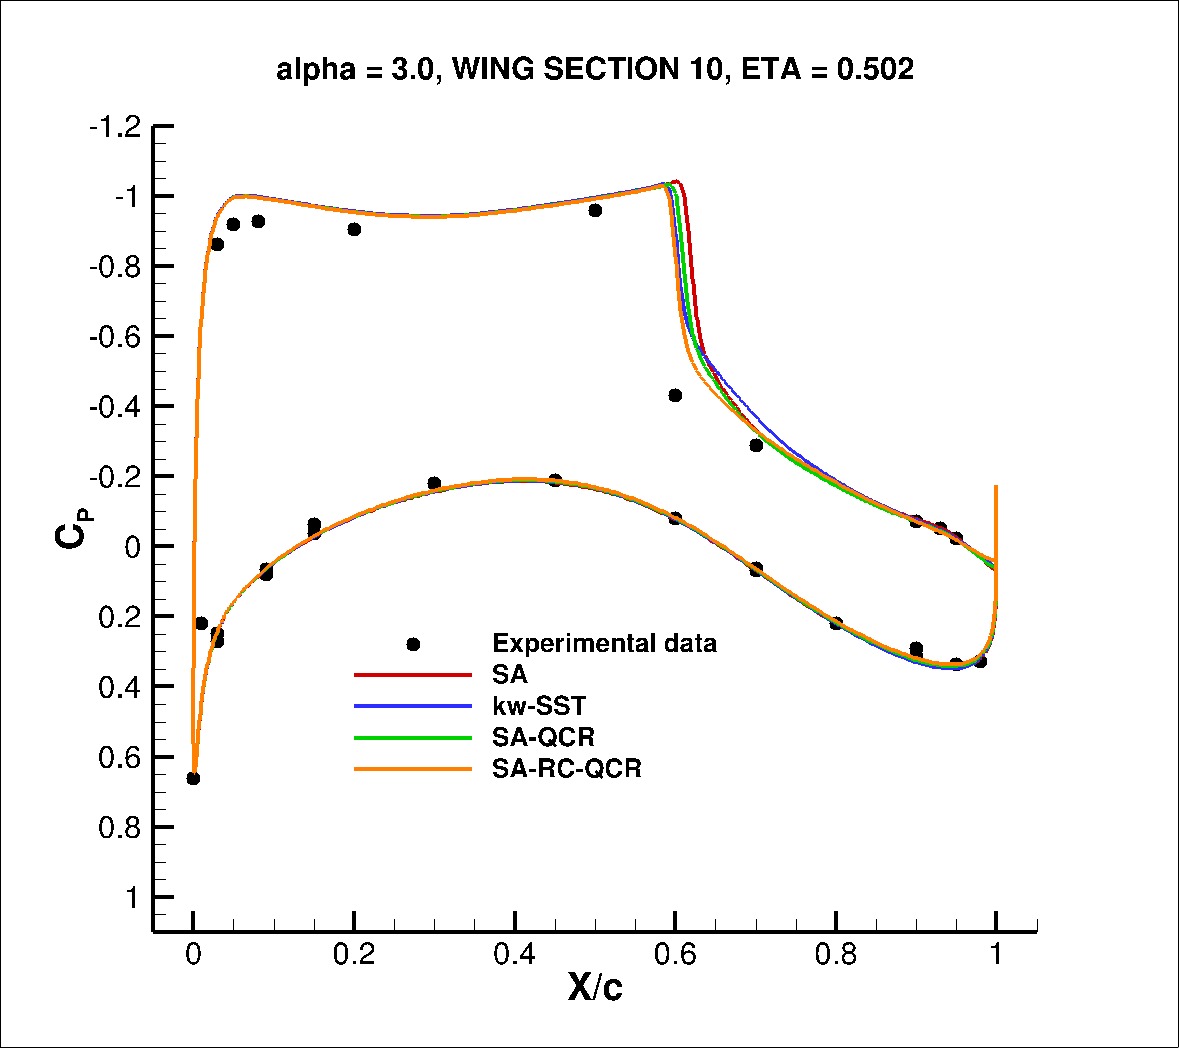 alpha = 3.0, WING SECTION 10, ETA = 0.502
-1.2
-1
-0.8
-0.6
-0.4
-0.2
0
0.2
0.4
0.6
0.8
1
CP
Experimental data
SA
kw-SST
SA-QCR
SA-RC-QCR
0 0.2 0.4 0.6 0.8 1
X/c